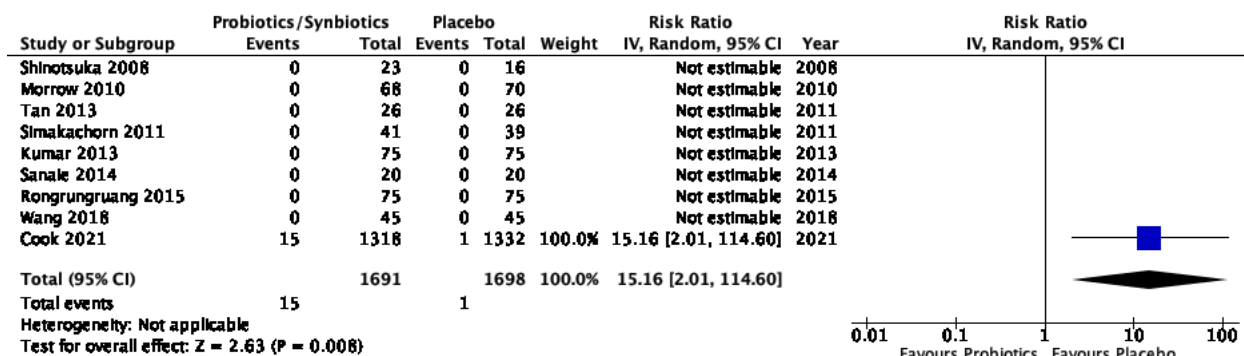 Probiotics/Synbiotics Placebo Risk Ratio Risk Ratio
Study or Subgroup Events Total Events Total Weight IV, Random, 95% CI Year IV, Random, 95% CI
Shinotsuka 2008 0 23 0 16 Not estimable 2008
Morrow 2010 0 68 0 70 Not estimable 2010
Tan 2013 0 26 0 26 Not estimable 2011
Simakachorn 2011 0 41 0 39 Not estimable 2011
Kumar 2013 0 75 0 75 Not estimable 2013
Sanaie 2014 0 20 0 20 Not estimable 2014
Rongrungruang 2015 0 75 0 75 Not estimable 2015
Wang 2018 0 45 0 45 Not estimable 2018
Cook 2021 15 1318 1 1332 100.0% 15.16 [2.01, 114.60] 2021
Total (95% CI) 1691 1698 100.0% 15.16 [2.01, 114.60]
Total events 15 1
Heterogeneity: Not applicable
Test for overall effect: Z = 2.63 (P = 0.008)
0.01 0.1 1 10 100
Favours Probiotics Favours Placebo